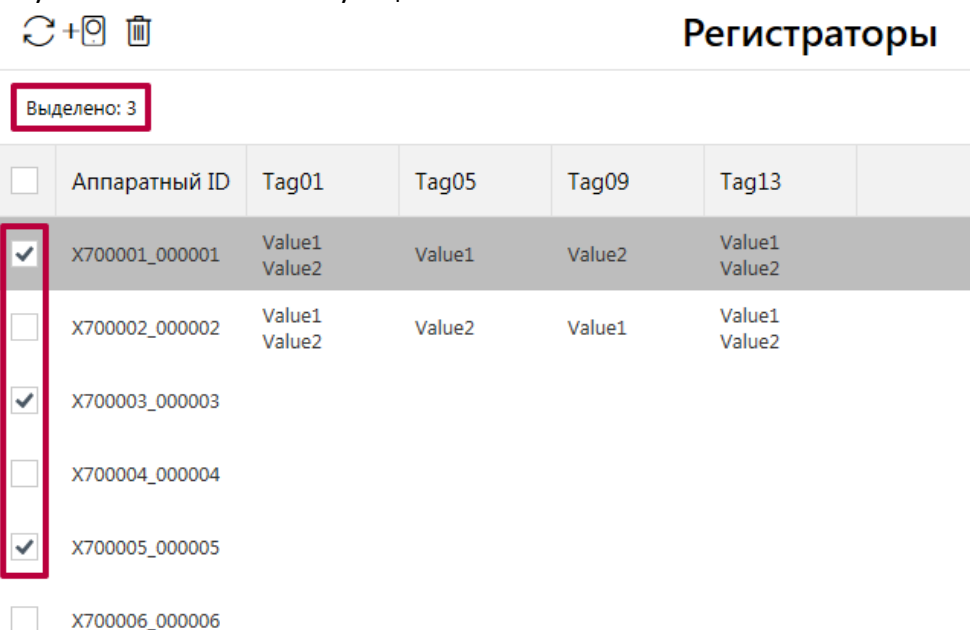 Регистраторы
Выделено: 3
Аппаратный ID Tag01 Tag05 Tag09 Tag13
X700001_000001 Value1 Value2 Value1 Value2 Value1 Value2
X700002_000002 Value1 Value2 Value2 Value1 Value1 Value2
X700003_000003
X700004_000004
X700005_000005
X700006_000006